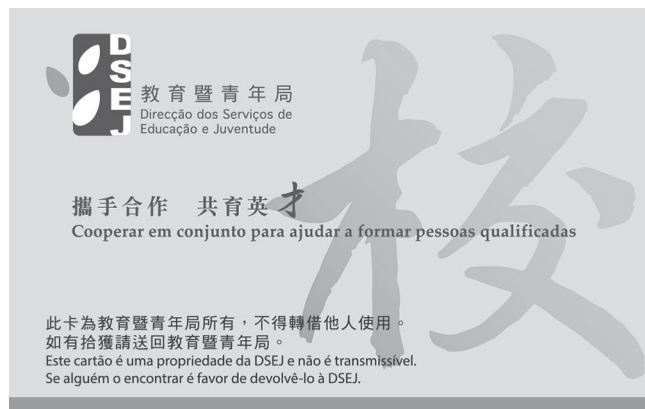 DSEJ
教育暨青年局
Direcção dos Serviços de
Educação e Juventude
校
攜手合作　共育英才
Cooperar em conjunto para ajudar a formar pessoas qualificadas
此卡為教育暨青年局所有，不得轉借他人使用。
如有拾獲請送回教育暨青年局。
Este cartão é uma propriedade da DSEJ e não é transmissível.
Se alguém o encontrar é favor de devolvê-lo à DSEJ.